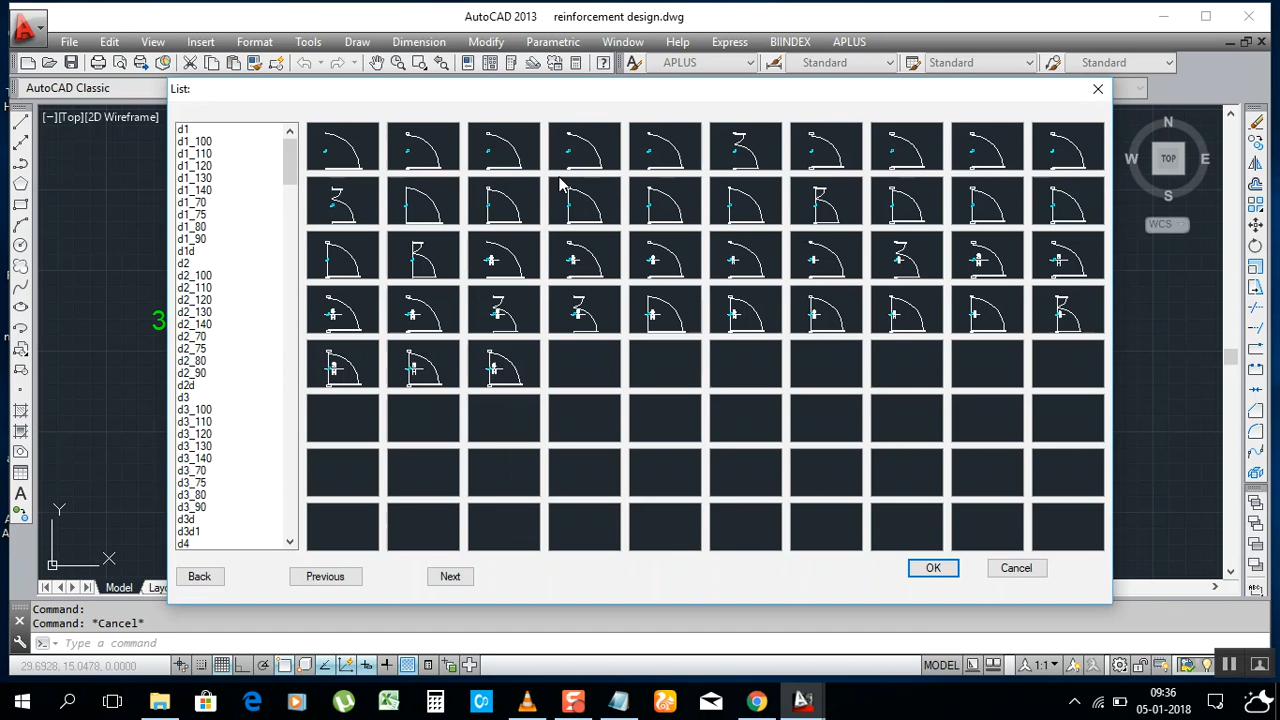 AutoCAD 2013 reinforcement design.dwg
File Edit View Insert Format Tools Draw Dimension Modify Parametric Window Help Express BIINDEX APLUS
APLUS Standard Standard Standard
AutoCAD Classic
List:
[−][Top][2D Wireframe]
d1
d1_100
d1_110
d1_120
d1_130
d1_140
d1_70
d1_75
d1_80
d1_90
d1d
d2
d2_100
d2_110
d2_120
d2_130
d2_140
d2_70
d2_75
d2_80
d2_90
d2d
d3
d3_100
d3_110
d3_120
d3_130
d3_140
d3_70
d3_75
d3_80
d3_90
d3d
d3d1
d4
N
W TOP E
S
WCS
3
Y
X
Back Previous Next OK Cancel
Model Layo
Command:
Command: *Cancel*
Type a command
29.6928, 15.0478, 0.0000 MODEL 1:1
09:36
05-01-2018